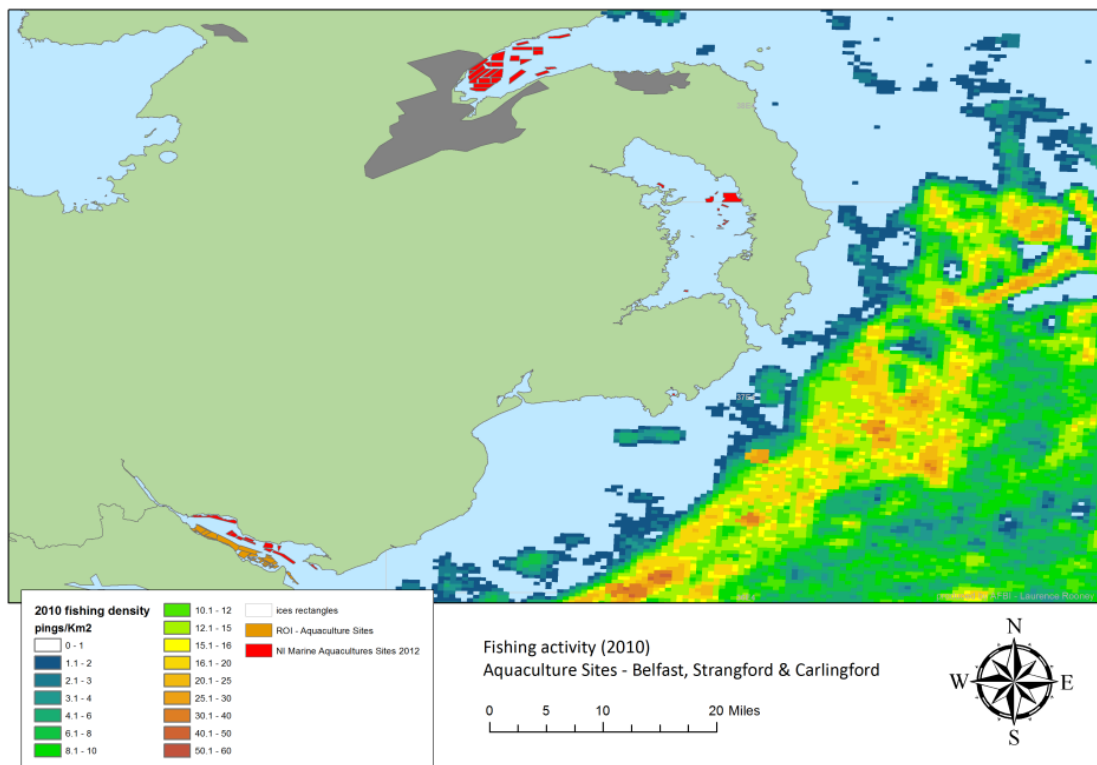 2010 fishing density
pings/Km2
0 - 1
1.1 - 2
2.1 - 3
3.1 - 4
4.1 - 6
6.1 - 8
8.1 - 10
10.1 - 12
12.1 - 15
15.1 - 16
16.1 - 20
20.1 - 25
25.1 - 30
30.1 - 40
40.1 - 50
50.1 - 60
ices rectangles
ROI - Aquaculture Sites
NI Marine Aquacultures Sites 2012
Fishing activity (2010)
Aquaculture Sites - Belfast, Strangford & Carlingford
0 5 10 20 Miles
N
W E
S
AFBI - Laurence Rooney